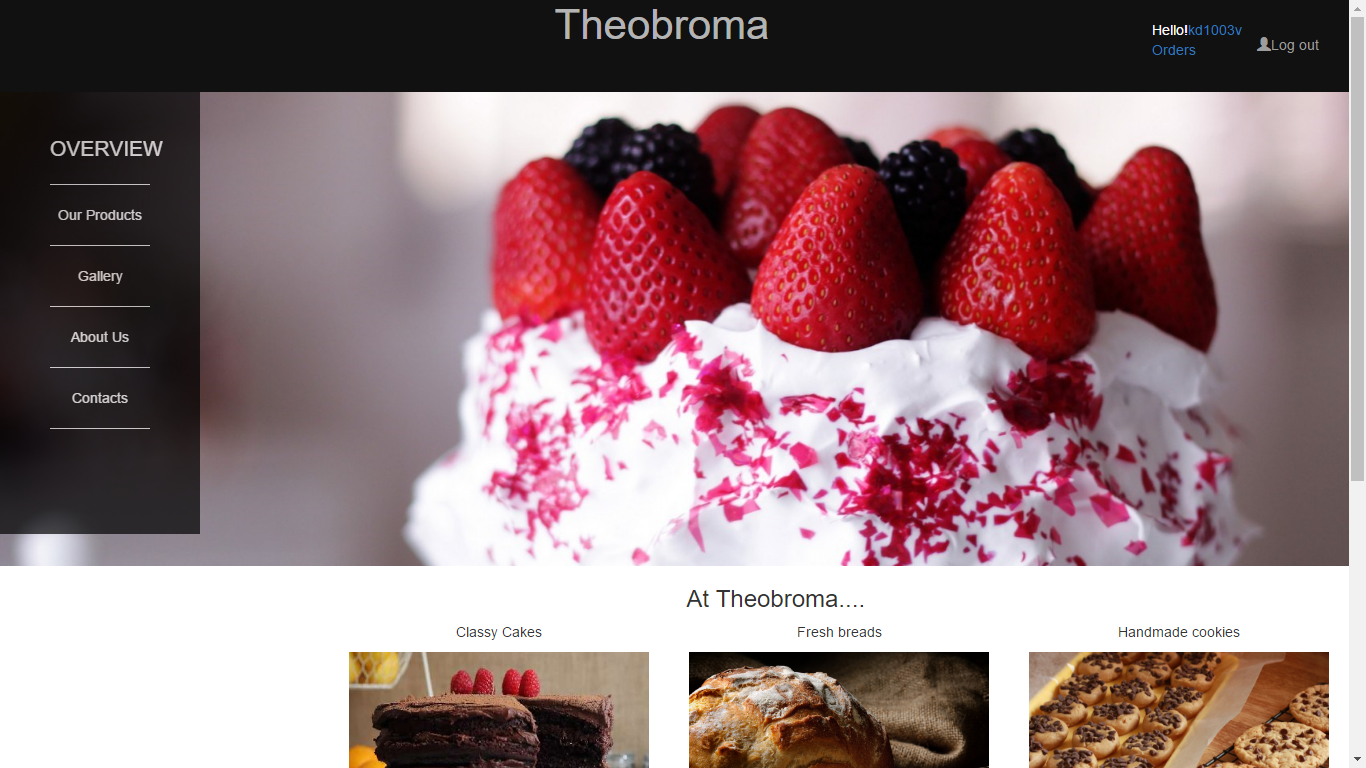 Theobroma
Hello!kd1003v
Orders
Log out
OVERVIEW
Our Products
Gallery
About Us
Contacts
At Theobroma....
Classy Cakes
Fresh breads
Handmade cookies